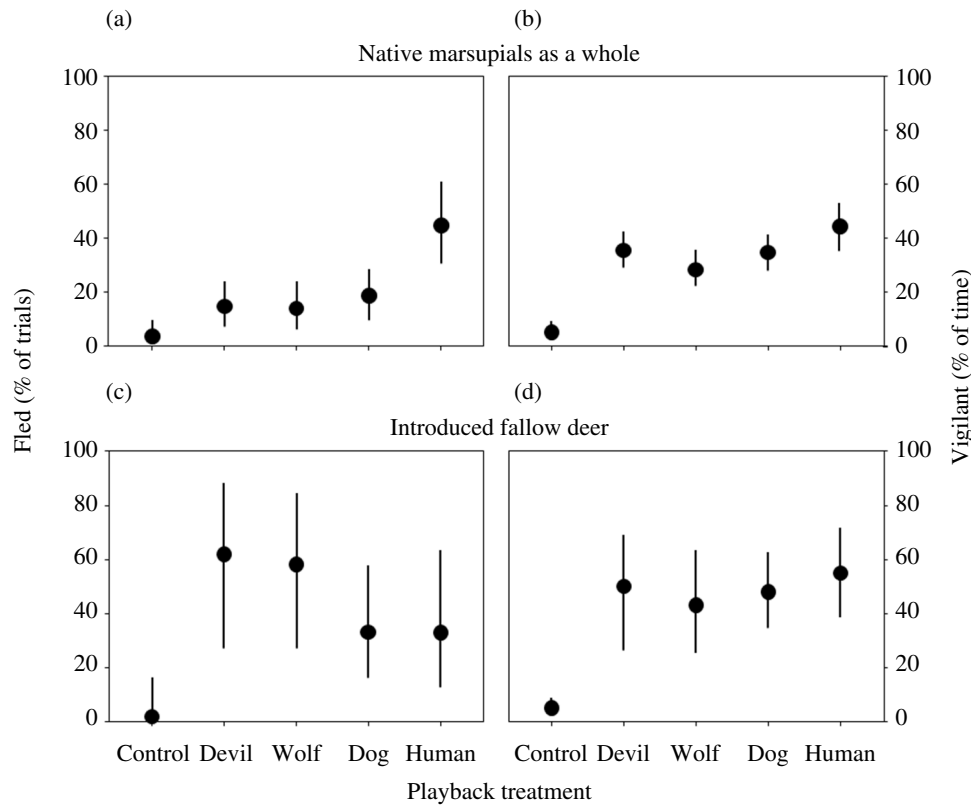 (a) (b)
Native marsupials as a whole
100 100
80 80
60 60
40 40
20 20
0 0
(c) (d)
Introduced fallow deer
100 100
80 80
60 60
40 40
20 20
0 0
Fled (% of trials)
Vigilant (% of time)
Control Devil Wolf Dog Human Control Devil Wolf Dog Human
Playback treatment